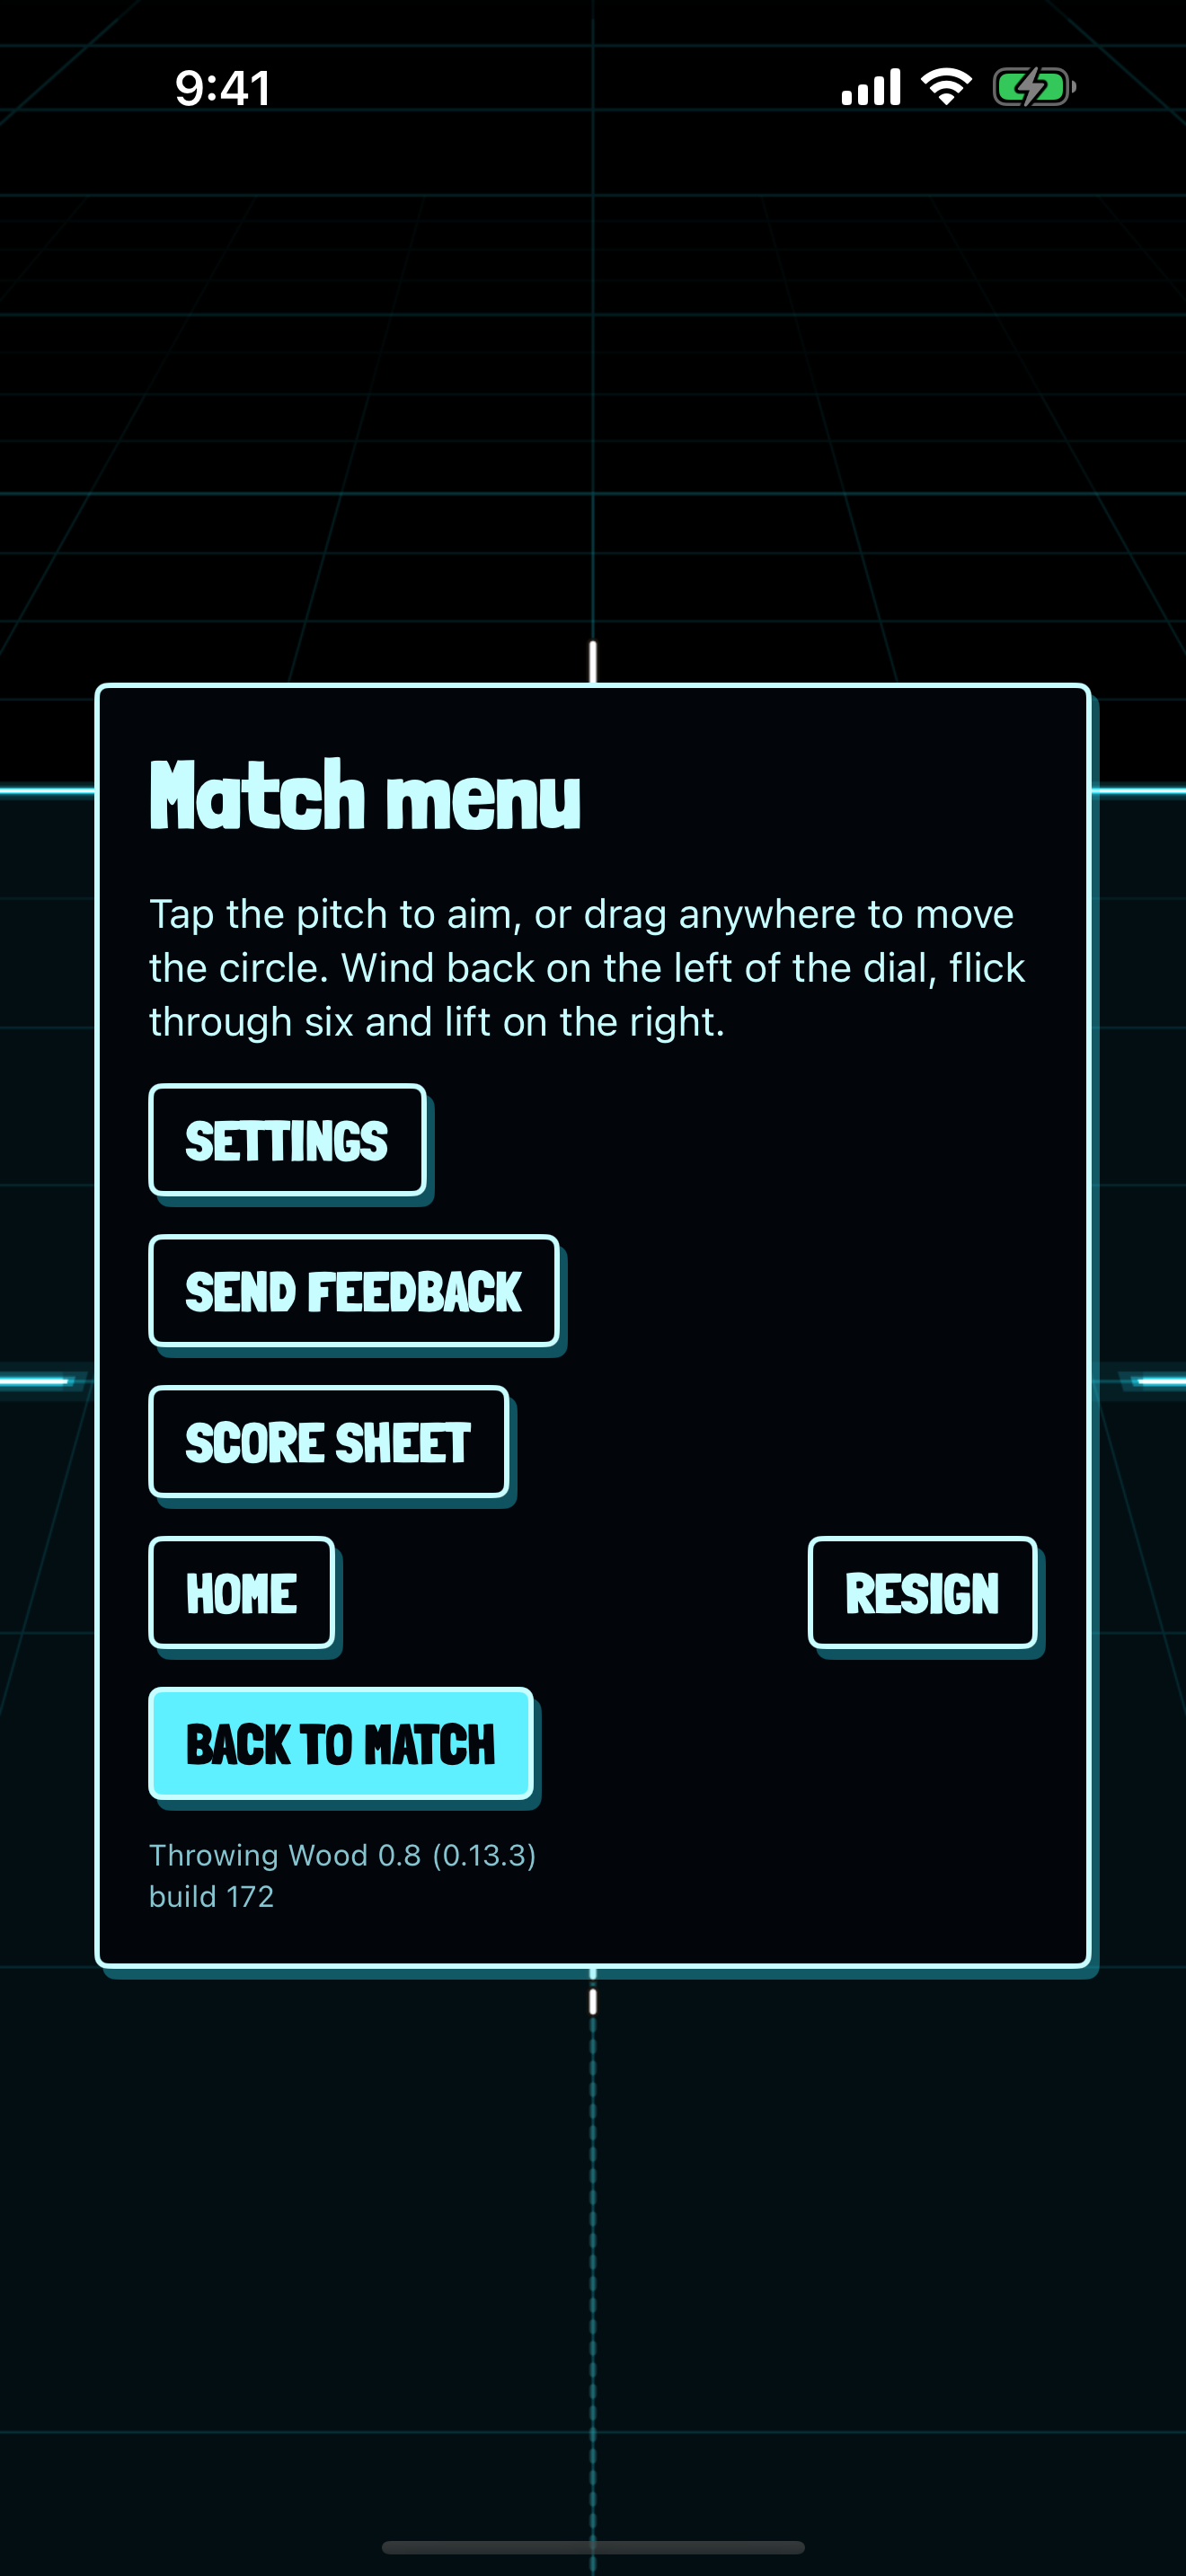 9:41
Match menu
Tap the pitch to aim, or drag anywhere to move
the circle. Wind back on the left of the dial, flick
through six and lift on the right.
SETTINGS
SEND FEEDBACK
SCORE SHEET
HOME
RESIGN
BACK TO MATCH
Throwing Wood 0.8 (0.13.3)
build 172